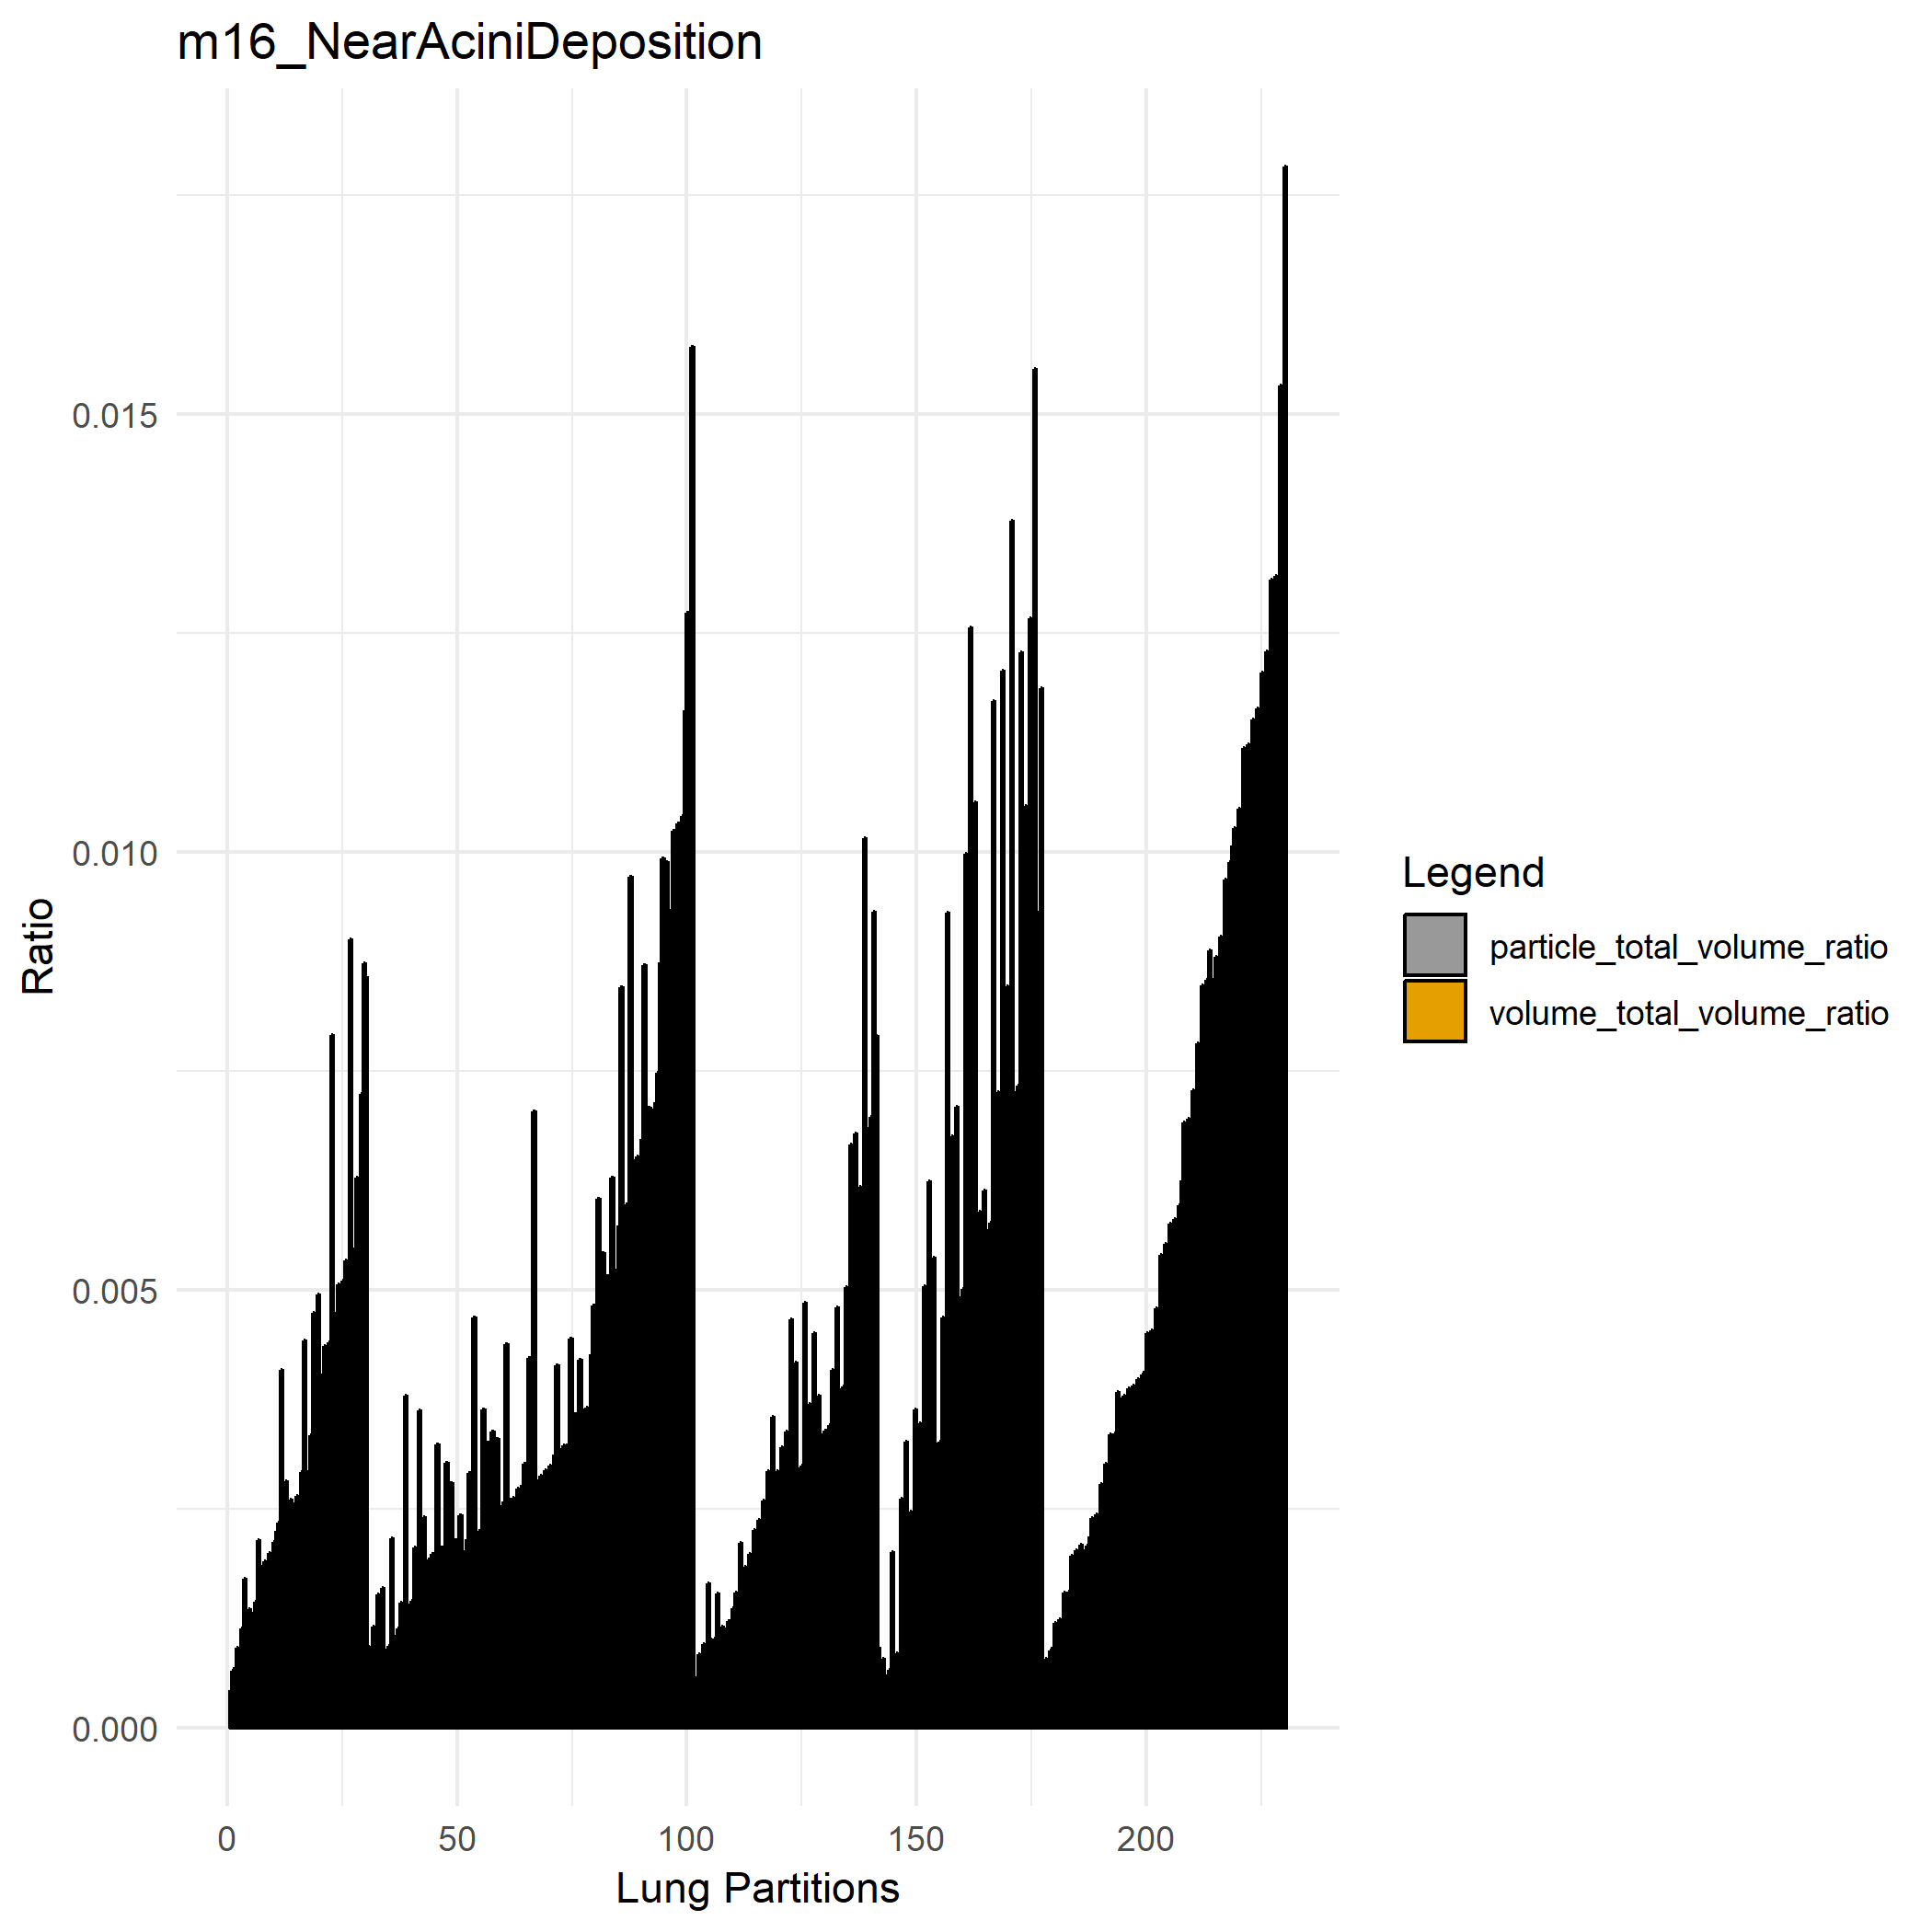 m16_NearAciniDeposition
0.015
0.010
0.005
0.000
Ratio
0
50
100
150
200
Lung Partitions
Legend
particle_total_volume_ratio
volume_total_volume_ratio